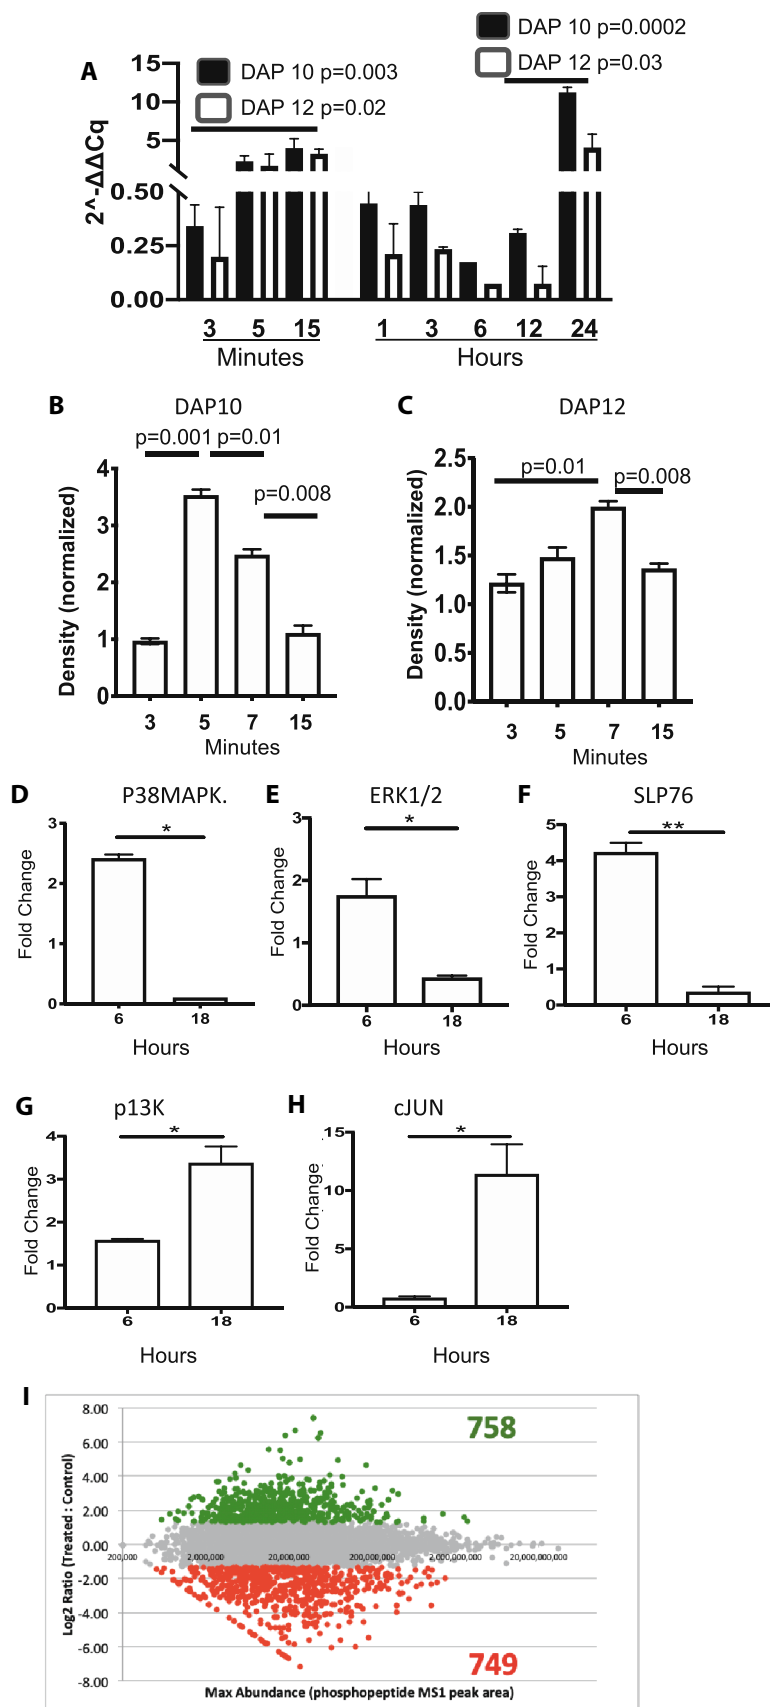 A
DAP 10 p=0.003
DAP 12 p=0.02
DAP 10 p=0.0002
DAP 12 p=0.03
2^-ΔΔCq
15
10
5
0.50
0.25
0.00
3 5 15 1 3 6 12 24
Minutes Hours
B DAP10
p=0.001 p=0.01
p=0.008
Density (normalized)
4
3
2
1
0
3 5 7 15
Minutes
C DAP12
p=0.01
p=0.008
Density (normalized)
2.5
2.0
1.5
1.0
0.5
0.0
3 5 7 15
Minutes
D P38MAPK.
*
Fold Change
3
2
1
0
6 18
Hours
E ERK1/2
*
Fold Change
3
2
1
0
6 18
Hours
F SLP76
**
Fold Change
5
4
3
2
1
0
6 18
Hours
G p13K
*
Fold Change
4
3
2
1
0
6 18
Hours
H cJUN
*
Fold Change
15
10
5
0
6 18
Hours
I
758
749
Log2 Ratio (Treated : Control)
8.00
6.00
4.00
2.00
0.00
-2.00
-4.00
-6.00
-8.00
200,000 2,000,000 20,000,000 200,000,000 2,000,000,000 20,000,000,000
Max Abundance (phosphopeptide MS1 peak area)